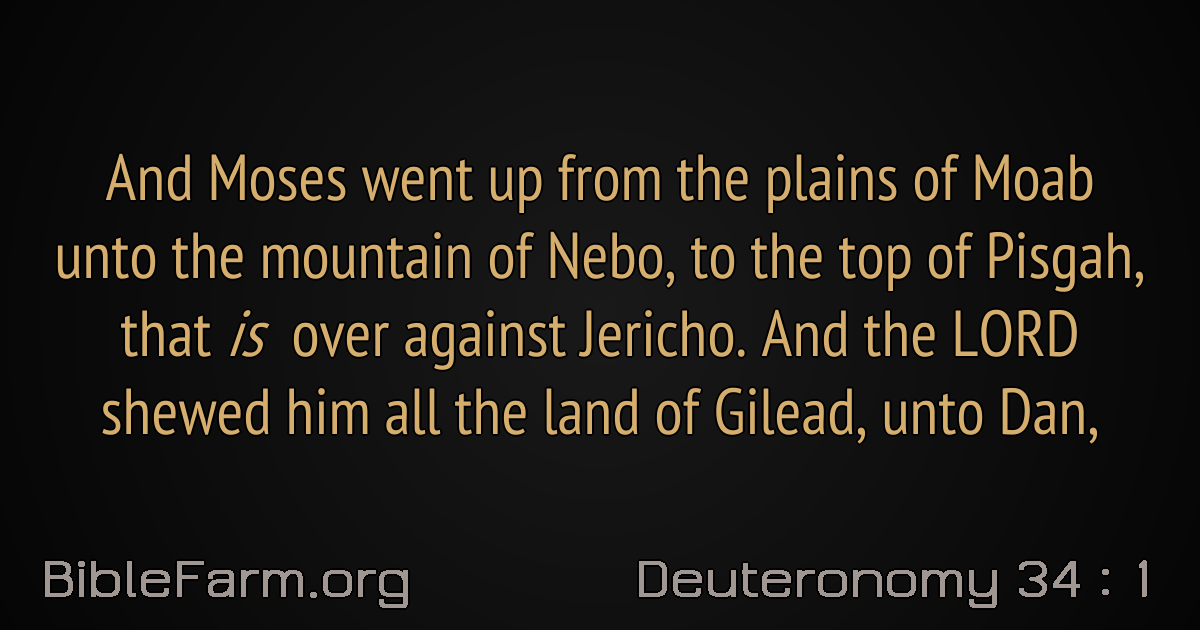 And Moses went up from the plains of Moab
unto the mountain of Nebo, to the top of Pisgah,
that is over against Jericho. And the LORD
shewed him all the land of Gilead, unto Dan,
BibleFarm.org
Deuteronomy 34 : 1